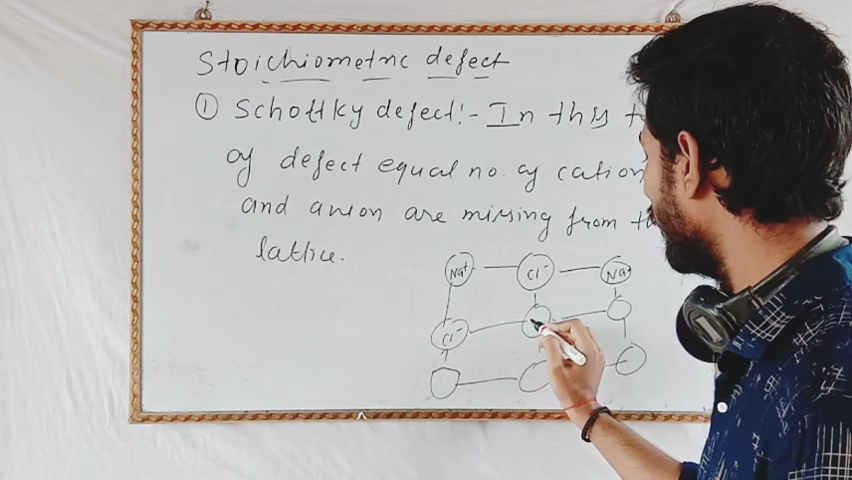 Stoichiometric defect
① Schottky defect:- In this t
of defect equal no. of cation
and anion are missing from t
lattice.
Na⁺ Cl⁻ Na⁺
Cl⁻